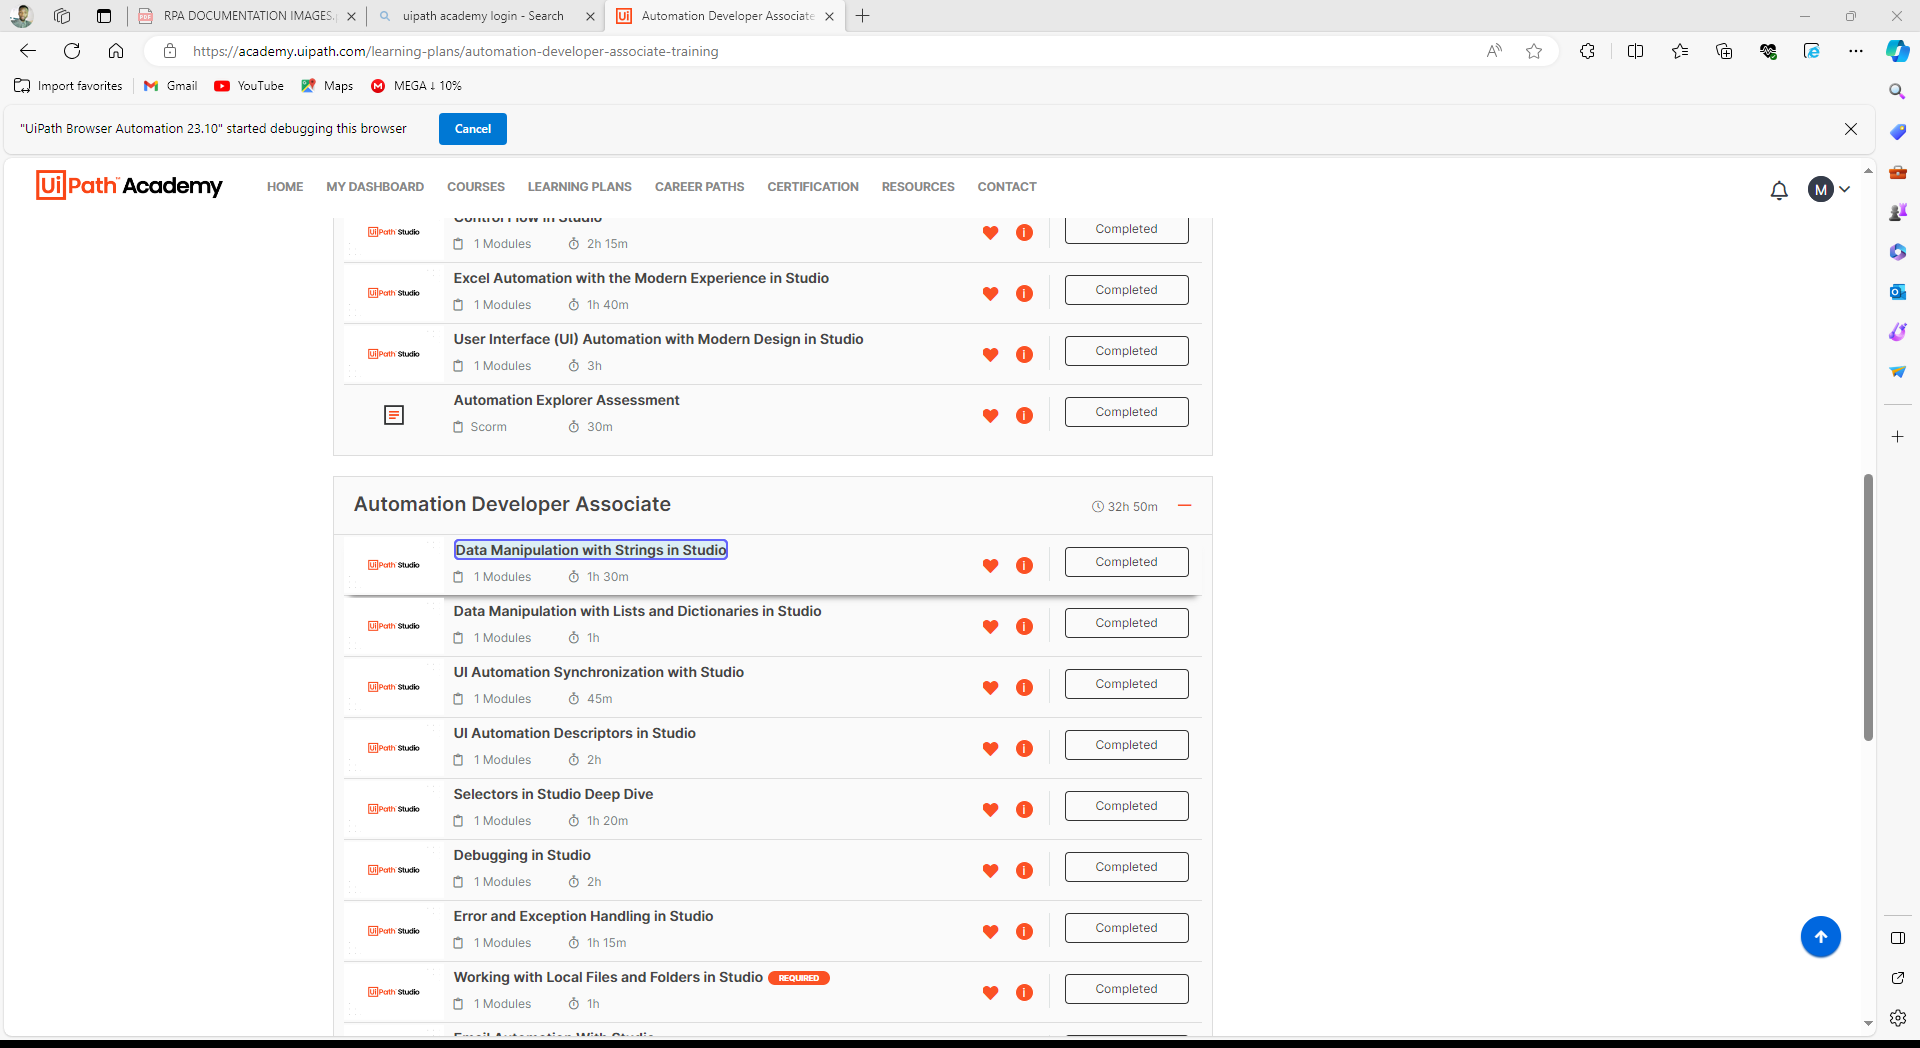 RPA DOCUMENTATION IMAGES.
uipath academy login - Search
Automation Developer Associate
https://academy.uipath.com/learning-plans/automation-developer-associate-training
Import favorites
Gmail
YouTube
Maps
MEGA ↓ 10%
"UiPath Browser Automation 23.10" started debugging this browser
Cancel
UiPath Academy
HOME
MY DASHBOARD
COURSES
LEARNING PLANS
CAREER PATHS
CERTIFICATION
RESOURCES
CONTACT
M
Control Flow in Studio
UiPath Studio
1 Modules
2h 15m
Completed
Excel Automation with the Modern Experience in Studio
UiPath Studio
1 Modules
1h 40m
Completed
User Interface (UI) Automation with Modern Design in Studio
UiPath Studio
1 Modules
3h
Completed
Automation Explorer Assessment
Scorm
30m
Completed
Automation Developer Associate
32h 50m
Data Manipulation with Strings in Studio
UiPath Studio
1 Modules
1h 30m
Completed
Data Manipulation with Lists and Dictionaries in Studio
UiPath Studio
1 Modules
1h
Completed
UI Automation Synchronization with Studio
UiPath Studio
1 Modules
45m
Completed
UI Automation Descriptors in Studio
UiPath Studio
1 Modules
2h
Completed
Selectors in Studio Deep Dive
UiPath Studio
1 Modules
1h 20m
Completed
Debugging in Studio
UiPath Studio
1 Modules
2h
Completed
Error and Exception Handling in Studio
UiPath Studio
1 Modules
1h 15m
Completed
Working with Local Files and Folders in Studio
REQUIRED
UiPath Studio
1 Modules
1h
Completed
Email Automation With Studio